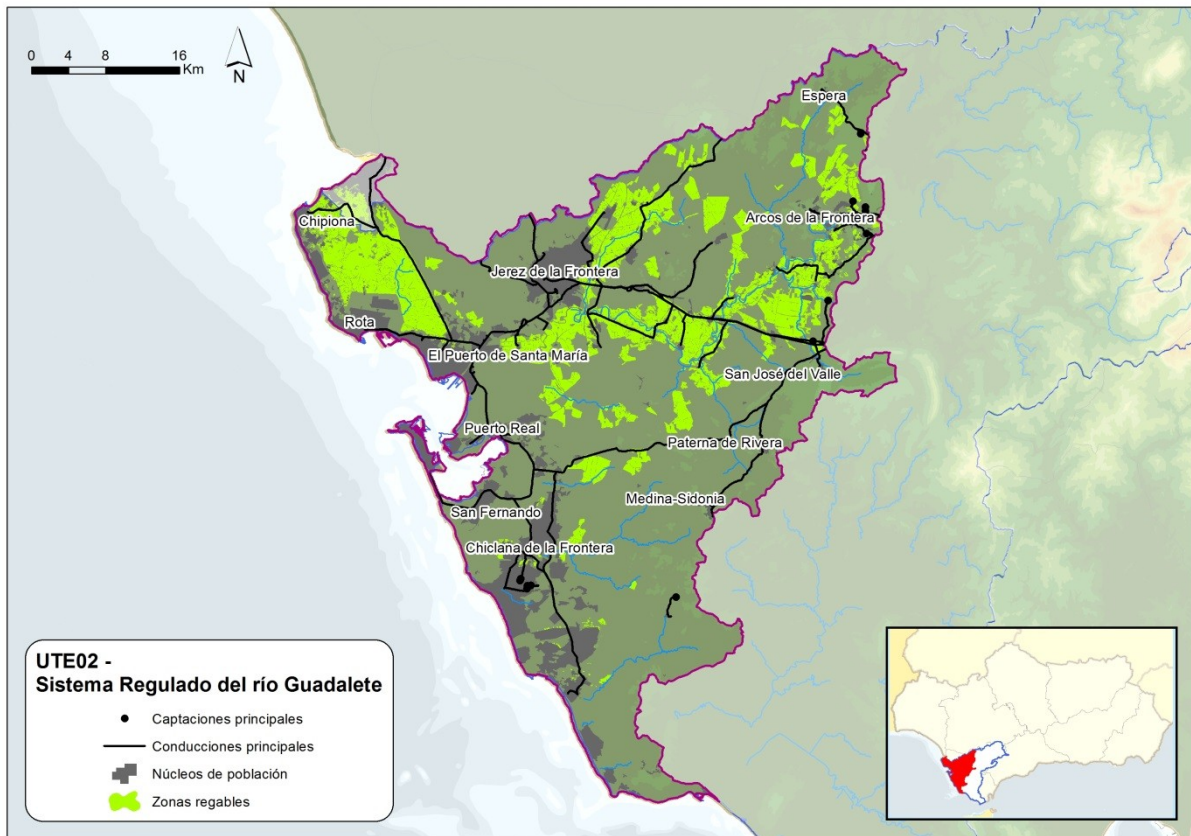 0 4 8 16
Km
N
Espera
Chipiona
Arcos de la Frontera
Jerez de la Frontera
Rota
El Puerto de Santa María
San José del Valle
Puerto Real
Paterna de Rivera
Medina-Sidonia
San Fernando
Chiclana de la Frontera
UTE02 -
Sistema Regulado del río Guadalete
Captaciones principales
Conducciones principales
Núcleos de población
Zonas regables